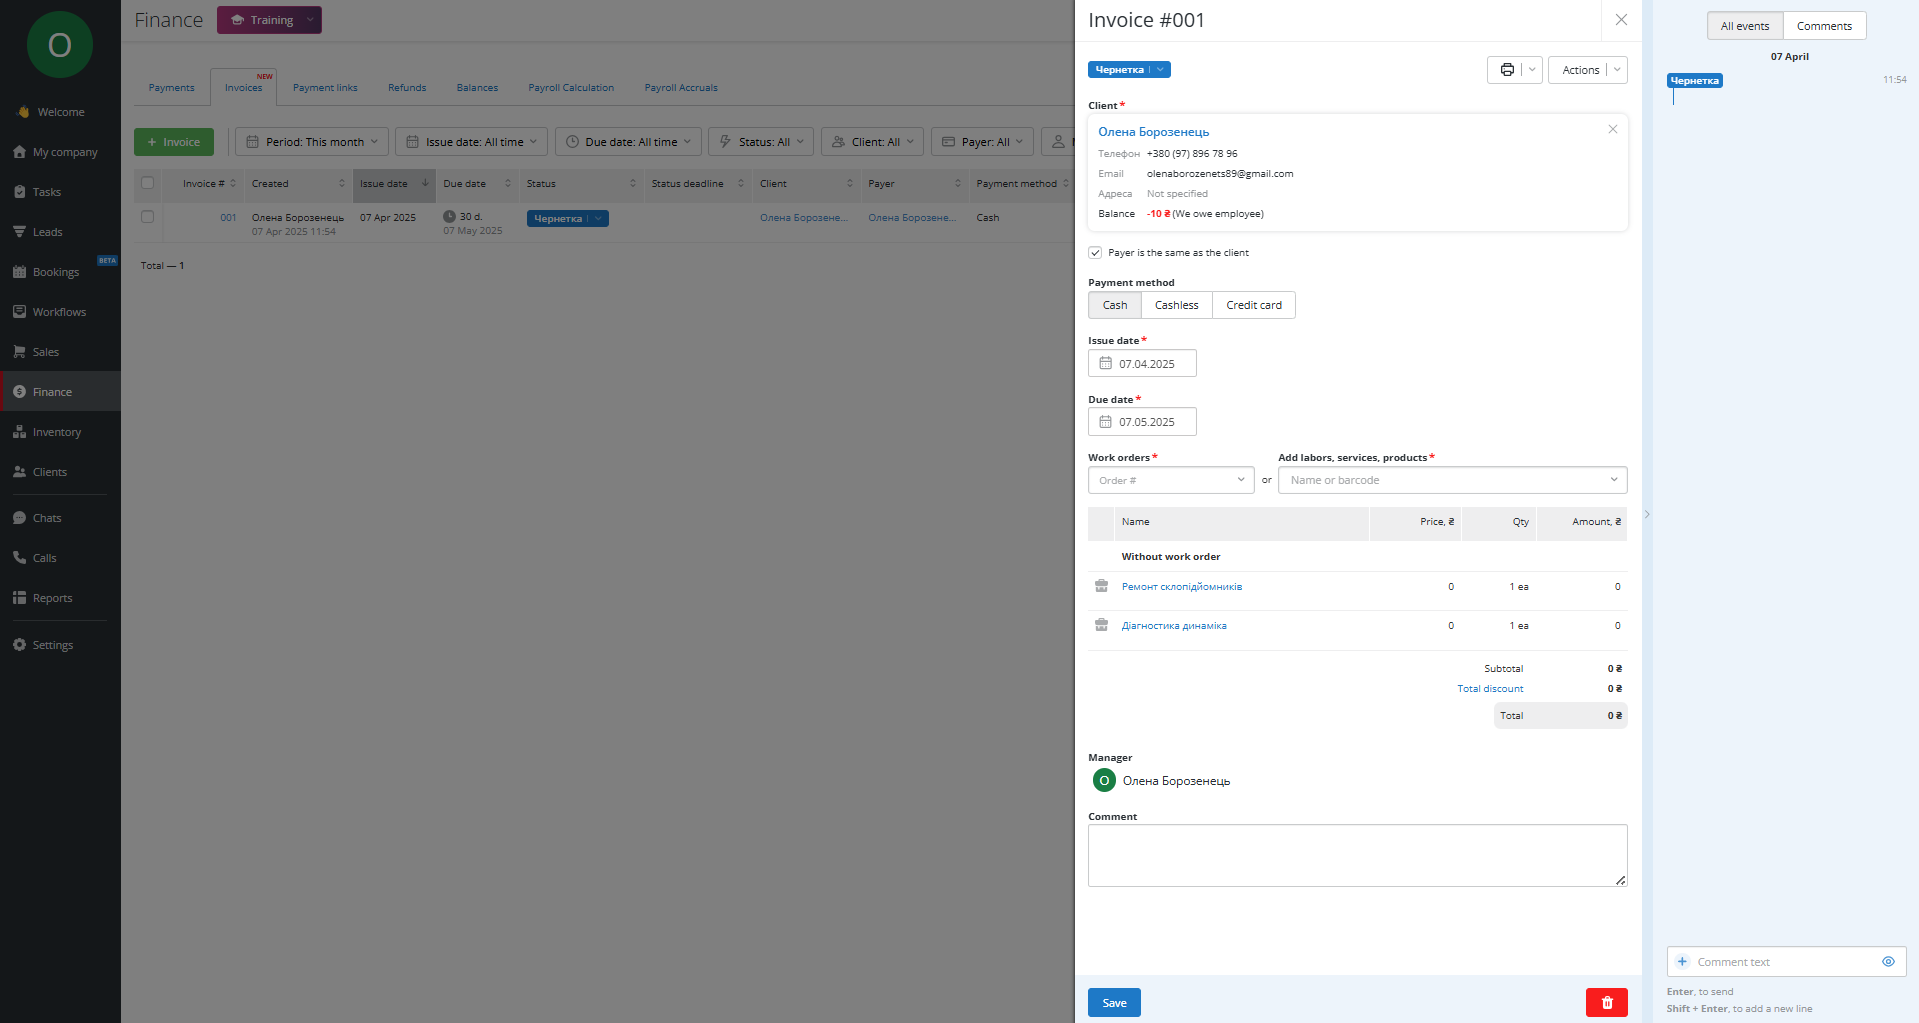 O
Welcome
My company
Tasks
Leads
Bookings
BETA
Workflows
Sales
Finance
Inventory
Clients
Chats
Calls
Reports
Settings
Finance
Training
Payments
Invoices
NEW
Payment links
Refunds
Balances
Payroll Calculation
Payroll Accruals
+ Invoice
Period: This month
Issue date: All time
Due date: All time
Status: All
Client: All
Payer: All
Invoice # Created Issue date Due date Status Status deadline Client Payer Payment method
001 Олена Борозенець 07 Apr 2025 30 d. Чернетка Олена Борозене... Олена Борозене... Cash
07 Apr 2025 11:54 07 May 2025
Total — 1
Invoice #001
Чернетка
Actions
Client*
Олена Борозенець
Телефон +380 (97) 896 78 96
Email olenaborozenets89@gmail.com
Адреса Not specified
Balance -10 ₴ (We owe employee)
Payer is the same as the client
Payment method
Cash Cashless Credit card
Issue date*
07.04.2025
Due date*
07.05.2025
Work orders* Add labors, services, products*
Order # or Name or barcode
Name Price, ₴ Qty Amount, ₴
Without work order
Ремонт склопідйомників 0 1 ea 0
Діагностика динаміка 0 1 ea 0
Subtotal 0 ₴
Total discount 0 ₴
Total 0 ₴
Manager
O Олена Борозенець
Comment
Save
All events Comments
07 April
Чернетка 11:54
+ Comment text
Enter, to send
Shift + Enter, to add a new line